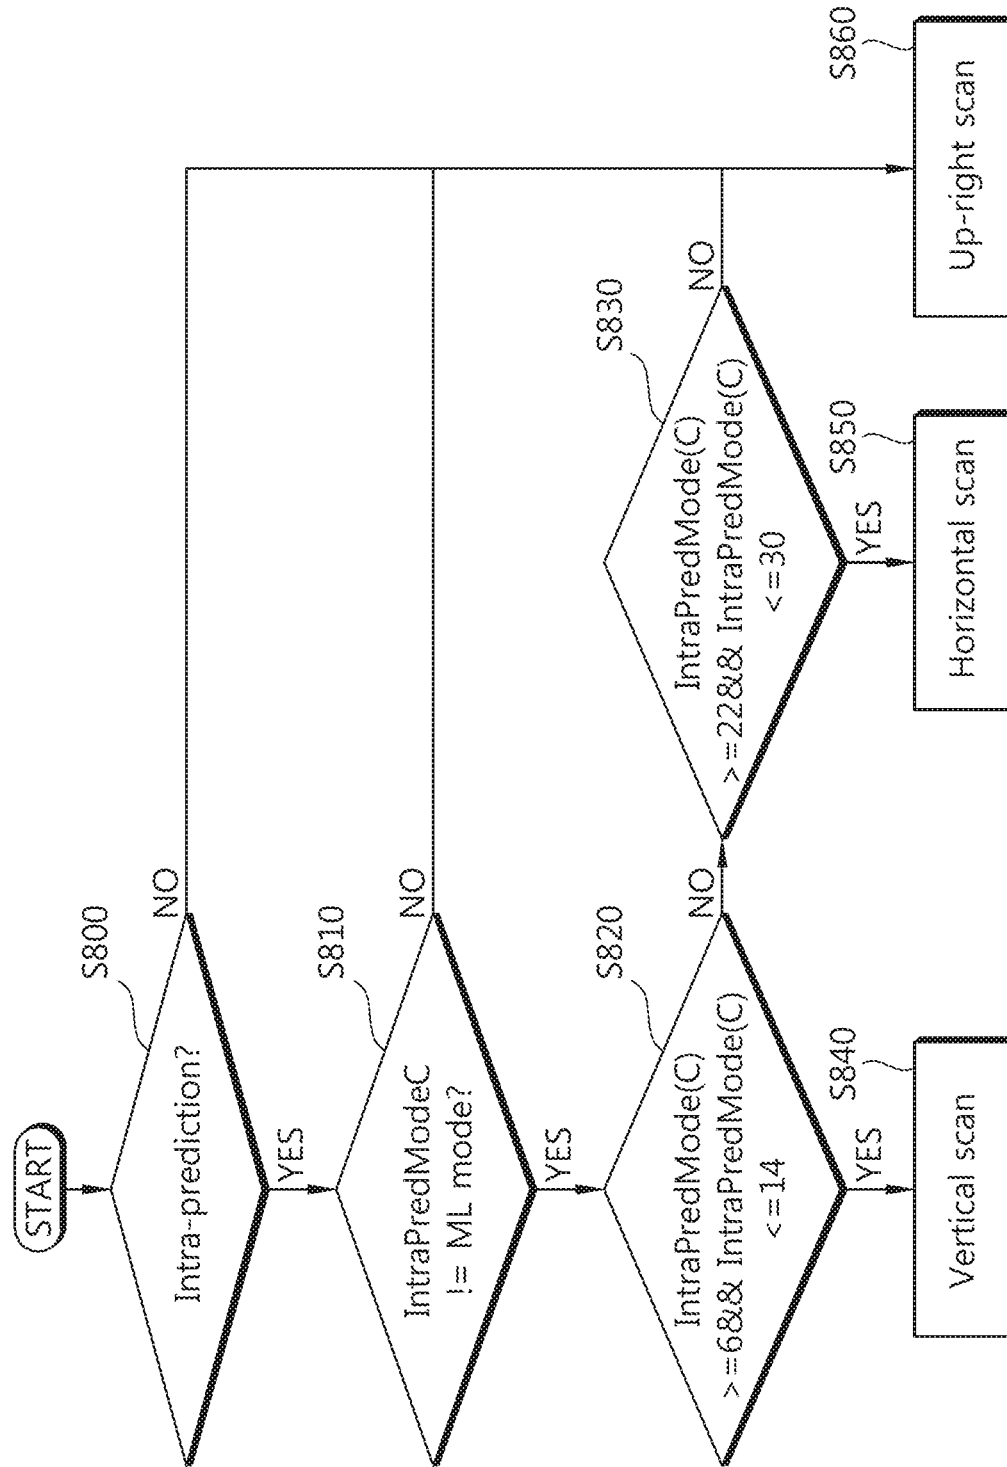 START
Intra-prediction?
S800
NO
YES
IntraPredModeC
!= ML mode?
S810
NO
YES
IntraPredMode(C)
>=6&& IntraPredMode(C)
<=14
S820
NO
YES
IntraPredMode(C)
>=22&& IntraPredMode(C)
<=30
S830
NO
YES
S840
Vertical scan
S850
Horizontal scan
S860
Up-right scan